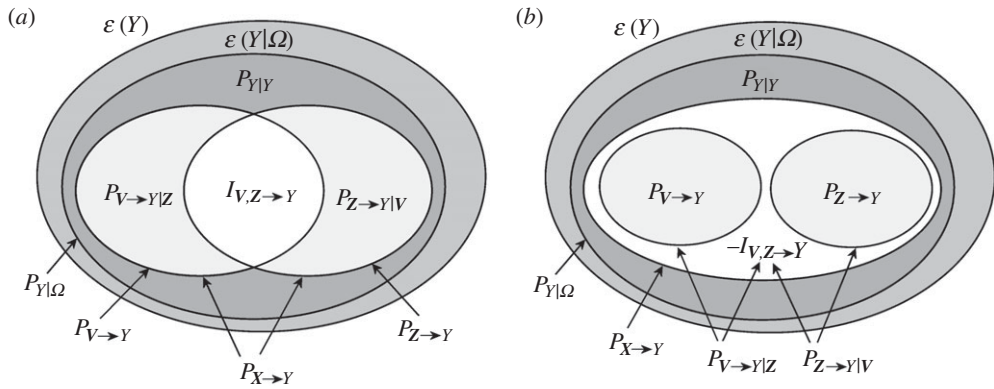 (a) ε (Y) (b) ε (Y)
ε (Y|Ω) ε (Y|Ω)
P_{Y|Y} P_{Y|Y}
P_{V→Y|Z} I_{V,Z→Y} P_{Z→Y|V} P_{V→Y} P_{Z→Y}
–I_{V,Z→Y}
P_{Y|Ω} P_{Y|Ω}
P_{V→Y} P_{Z→Y} P_{X→Y}
P_{X→Y} P_{V→Y|Z} P_{Z→Y|V}